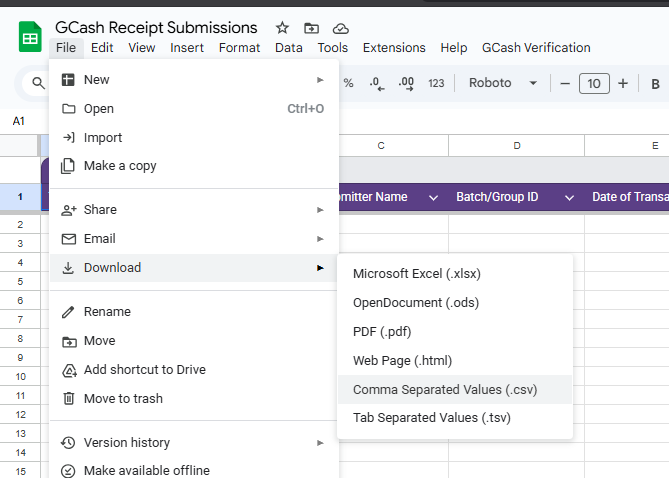 GCash Receipt Submissions
File Edit View Insert Format Data Tools Extensions Help GCash Verification
% .0 .00 123 Roboto 10 B
A1
C D E
1 Submitter Name Batch/Group ID Date of Transa
2
3
4
5
6
7
8
9
10
11
12
13
14
15
New
Open Ctrl+O
Import
Make a copy
Share
Email
Download
Rename
Move
Add shortcut to Drive
Move to trash
Version history
Make available offline
Microsoft Excel (.xlsx)
OpenDocument (.ods)
PDF (.pdf)
Web Page (.html)
Comma Separated Values (.csv)
Tab Separated Values (.tsv)